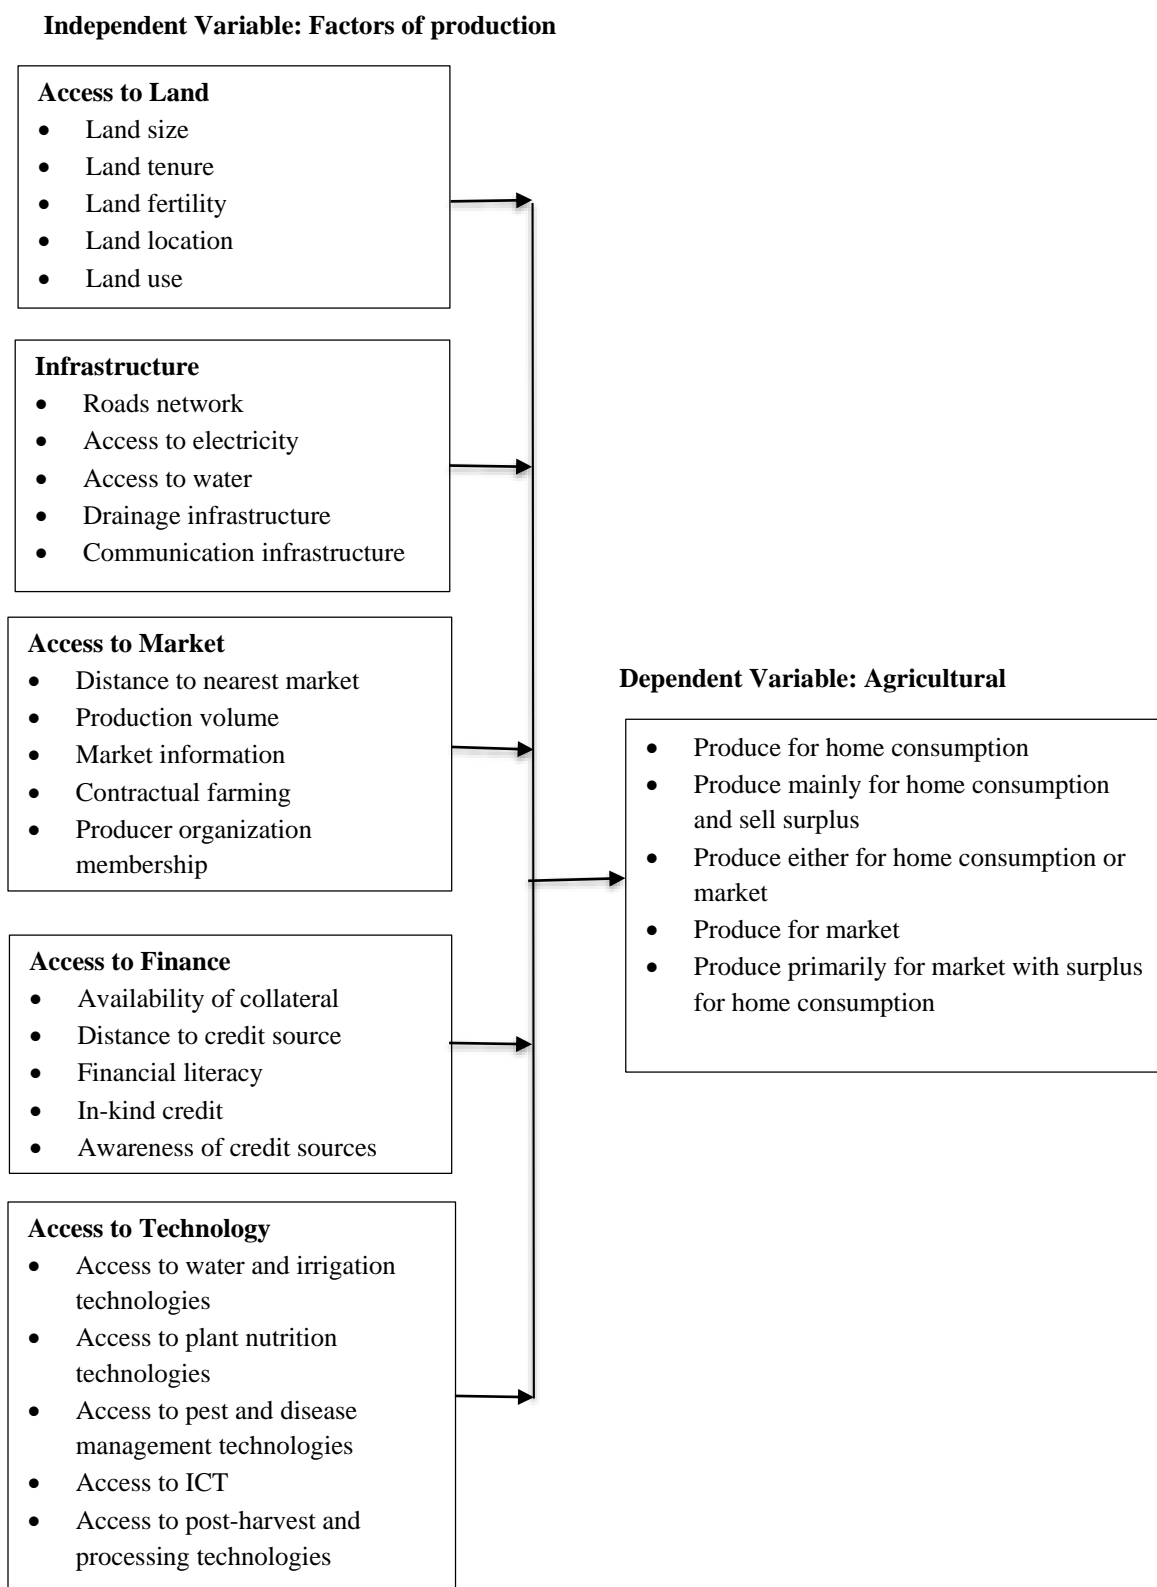 Independent Variable: Factors of production
Access to Land
• Land size
• Land tenure
• Land fertility
• Land location
• Land use
Infrastructure
• Roads network
• Access to electricity
• Access to water
• Drainage infrastructure
• Communication infrastructure
Access to Market
• Distance to nearest market
• Production volume
• Market information
• Contractual farming
• Producer organization
membership
Access to Finance
• Availability of collateral
• Distance to credit source
• Financial literacy
• In-kind credit
• Awareness of credit sources
Access to Technology
• Access to water and irrigation
technologies
• Access to plant nutrition
technologies
• Access to pest and disease
management technologies
• Access to ICT
• Access to post-harvest and
processing technologies
Dependent Variable: Agricultural
• Produce for home consumption
• Produce mainly for home consumption
and sell surplus
• Produce either for home consumption or
market
• Produce for market
• Produce primarily for market with surplus
for home consumption